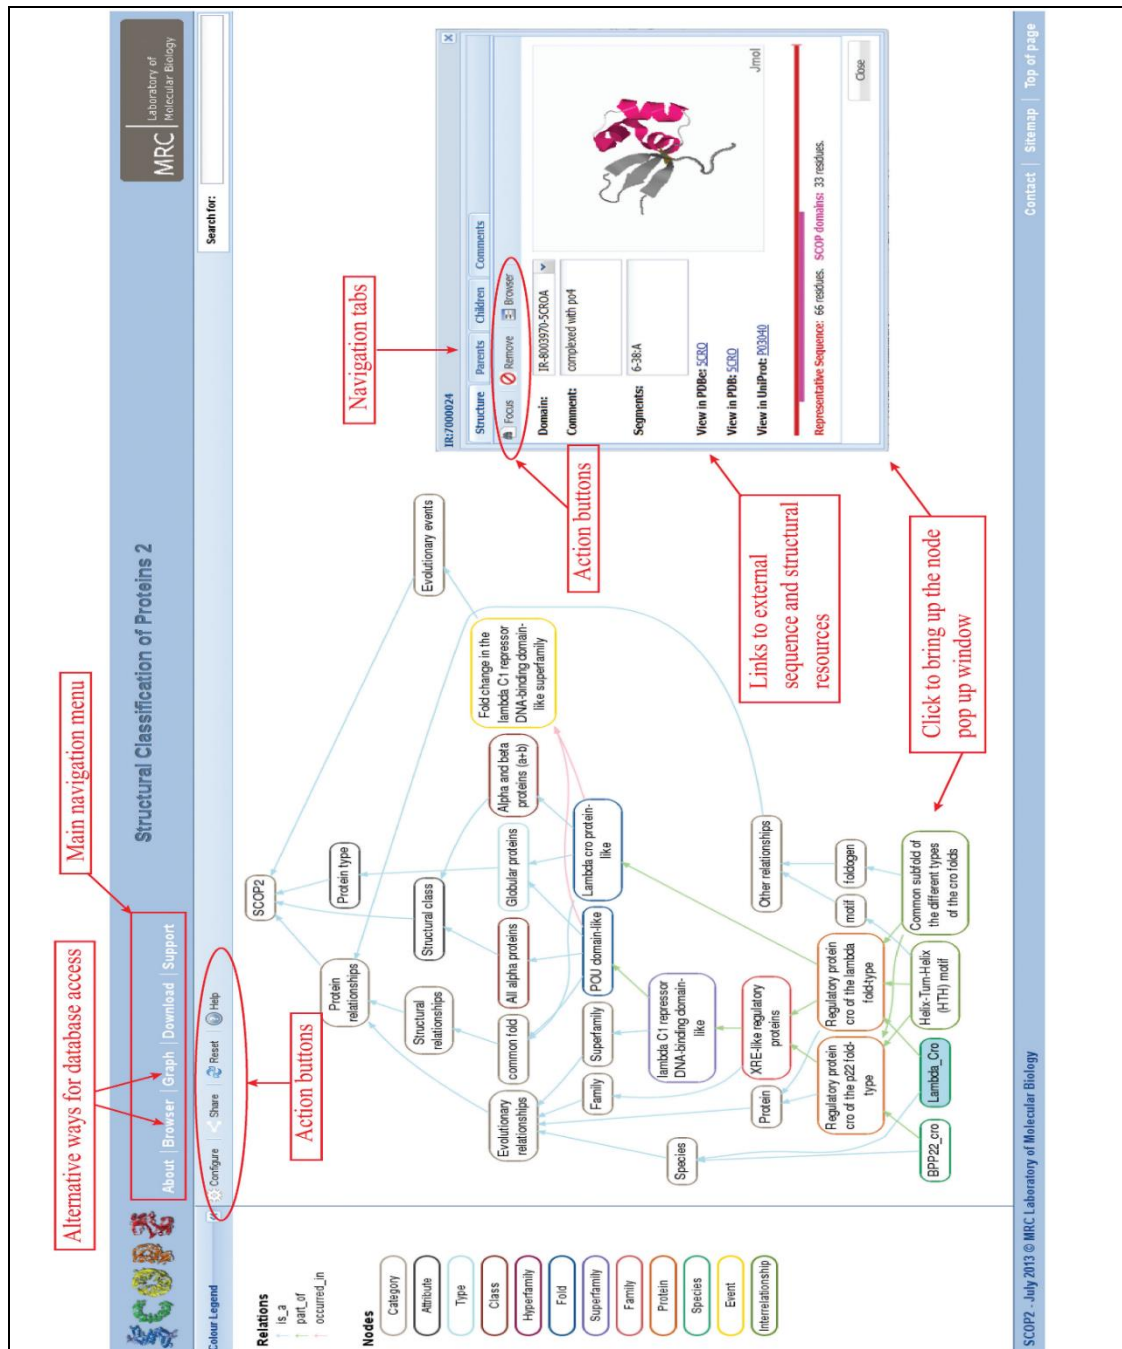 Alternative ways for database access
Main navigation menu
SCOP2
Structural Classification of Proteins 2
MRC
Laboratory of
Molecular Biology
About | Browser | Graph | Download | Support
Colour Legend
Configure
Share
Reset
Help
Search for:
Action buttons
Relations
is_a
part_of
occurred_in
Nodes
Category
Attribute
Type
Class
Hyperfamily
Fold
Superfamily
Family
Protein
Species
Event
Interrelationship
SCOP2
Protein
relationships
Protein type
Evolutionary events
Structural
relationships
Structural class
Evolutionary
relationships
common fold
All alpha proteins
Globular proteins
Alpha and beta
proteins (a+b)
Fold change in the
lambda C1 repressor
DNA-binding domain-
like superfamily
Family
Superfamily
POU domain-like
Lambda cro protein-
like
Species
Protein
lambda C1 repressor
DNA-binding domain-
like
XRE-like regulatory
proteins
Other relationships
Regulatory protein
cro of the p22 fold-
type
Regulatory protein
cro of the lambda
fold-type
motif
foldogen
BPP22_cro
Lambda_Cro
Helix-Turn-Helix
(HTH) motif
Common subfold of
the different types
of the cro folds
Navigation tabs
Action buttons
Links to external
sequence and structural
resources
Click to bring up the node
pop up window
IR:7000024
Structure
Parents
Children
Comments
Focus
Remove
Browser
Domain:
IR-8003970-5CROA
Comment:
complexed with po4
Segments:
6-38:A
View in PDBe: 5CRO
View in PDB: 5CRO
View in UniProt: P03040
Jmol
Representative Sequence: 66 residues. SCOP domains: 33 residues.
Close
SCOP2 - July 2013 © MRC Laboratory of Molecular Biology
Contact | Sitemap | Top of page